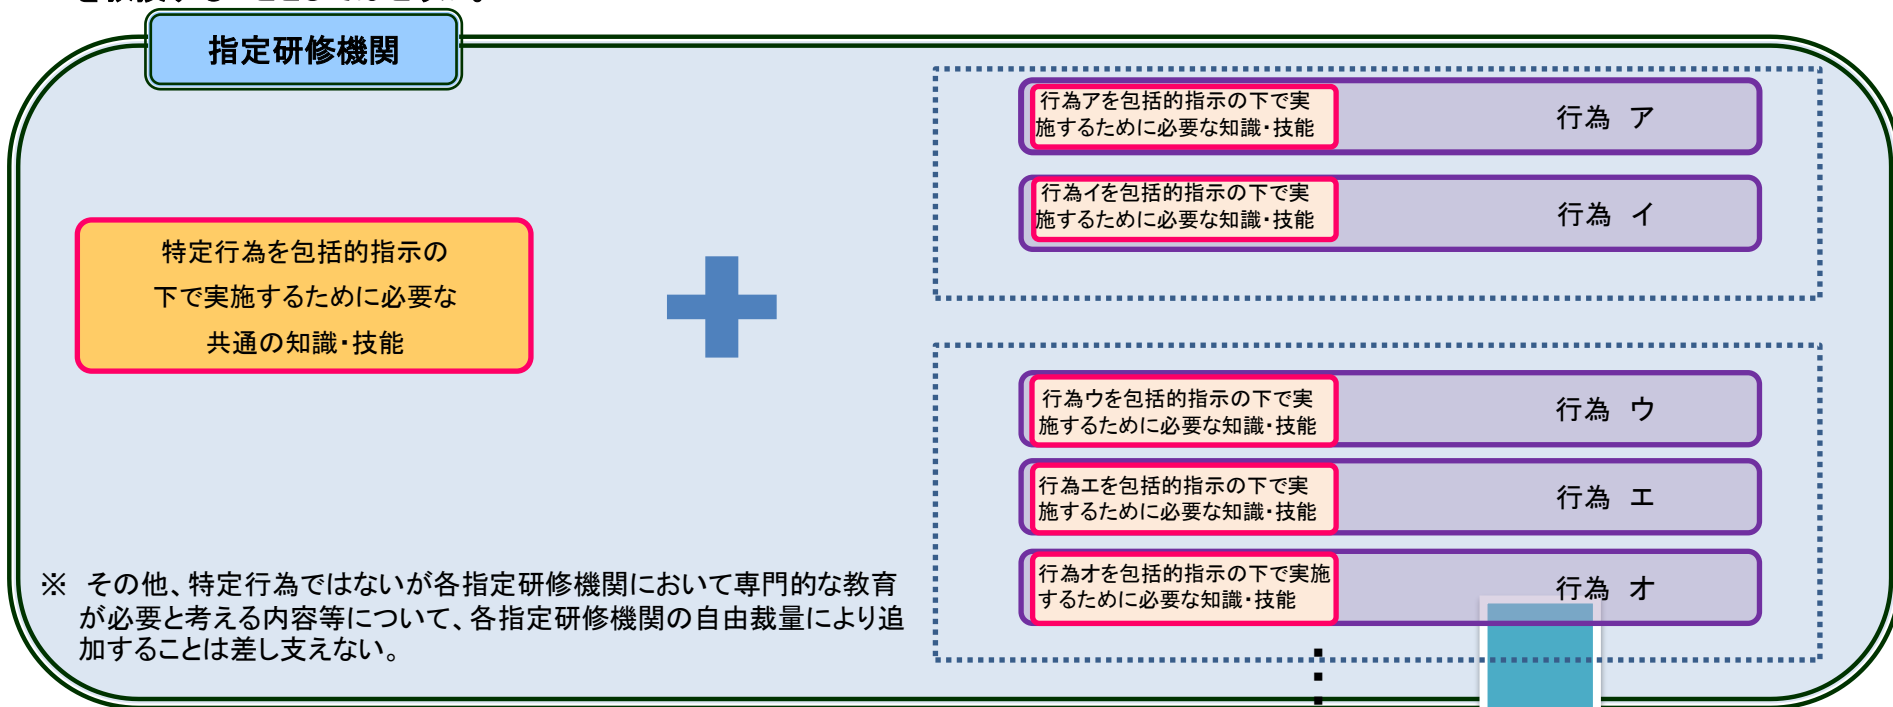 指定研修機関
行為アを包括的指示の下で実
施するために必要な知識・技能
行為 ア
行為イを包括的指示の下で実
施するために必要な知識・技能
行為 イ
特定行為を包括的指示の
下で実施するために必要な
共通の知識・技能
行為ウを包括的指示の下で実
施するために必要な知識・技能
行為 ウ
行為エを包括的指示の下で実
施するために必要な知識・技能
行為 エ
行為オを包括的指示の下で実施
するために必要な知識・技能
行為 オ
※ その他、特定行為ではないが各指定研修機関において専門的な教育
が必要と考える内容等について、各指定研修機関の自由裁量により追
加することは差し支えない。